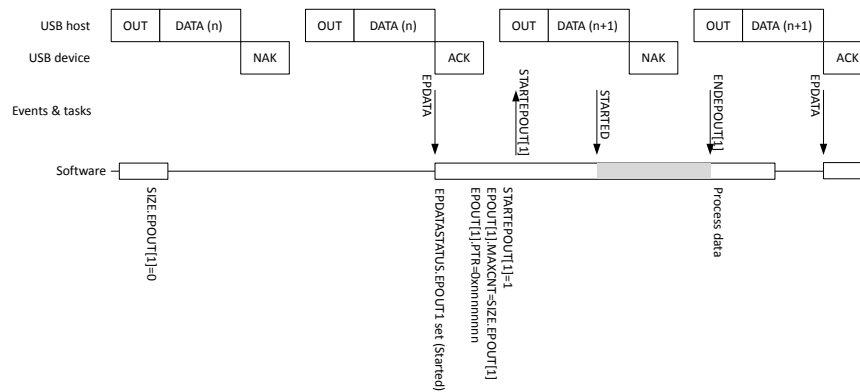 USB host
OUT
DATA (n)
OUT
DATA (n)
OUT
DATA (n+1)
OUT
DATA (n+1)
USB device
NAK
ACK
NAK
ACK
Events & tasks
EPDATA
STARTEPOUT[1]
STARTED
ENDEPOUT[1]
EPDATA
Software
SIZE.EPOUT[1]=0
EPDATASTATUS.EPOUT1 set (Started)
EPOUT[1].PTR=0xnnnnnnnn
EPOUT[1].MAXCNT=SIZE.EPOUT[1]
STARTEPOUT[1]=1
Process data